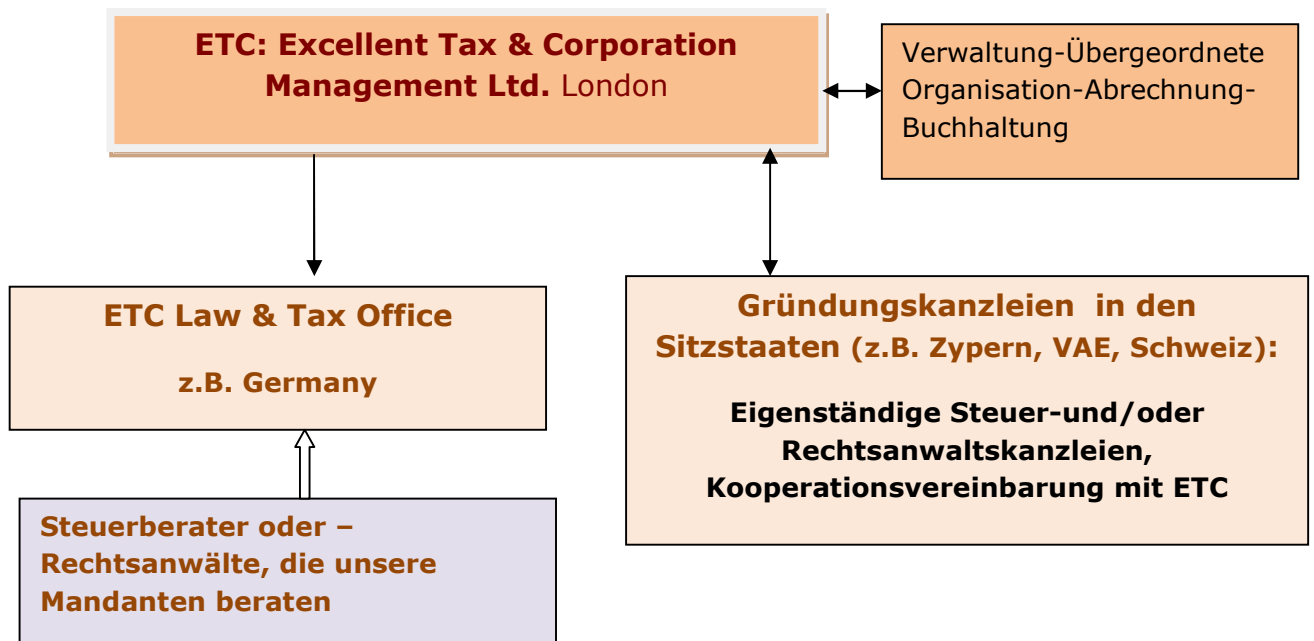 ETC: Excellent Tax & Corporation
Management Ltd. London
Verwaltung-Übergeordnete
Organisation-Abrechnung-
Buchhaltung
ETC Law & Tax Office
z.B. Germany
Gründungskanzleien in den
Sitzstaaten (z.B. Zypern, VAE, Schweiz):
Eigenständige Steuer-und/oder
Rechtsanwaltskanzleien,
Kooperationsvereinbarung mit ETC
Steuerberater oder –
Rechtsanwälte, die unsere
Mandanten beraten